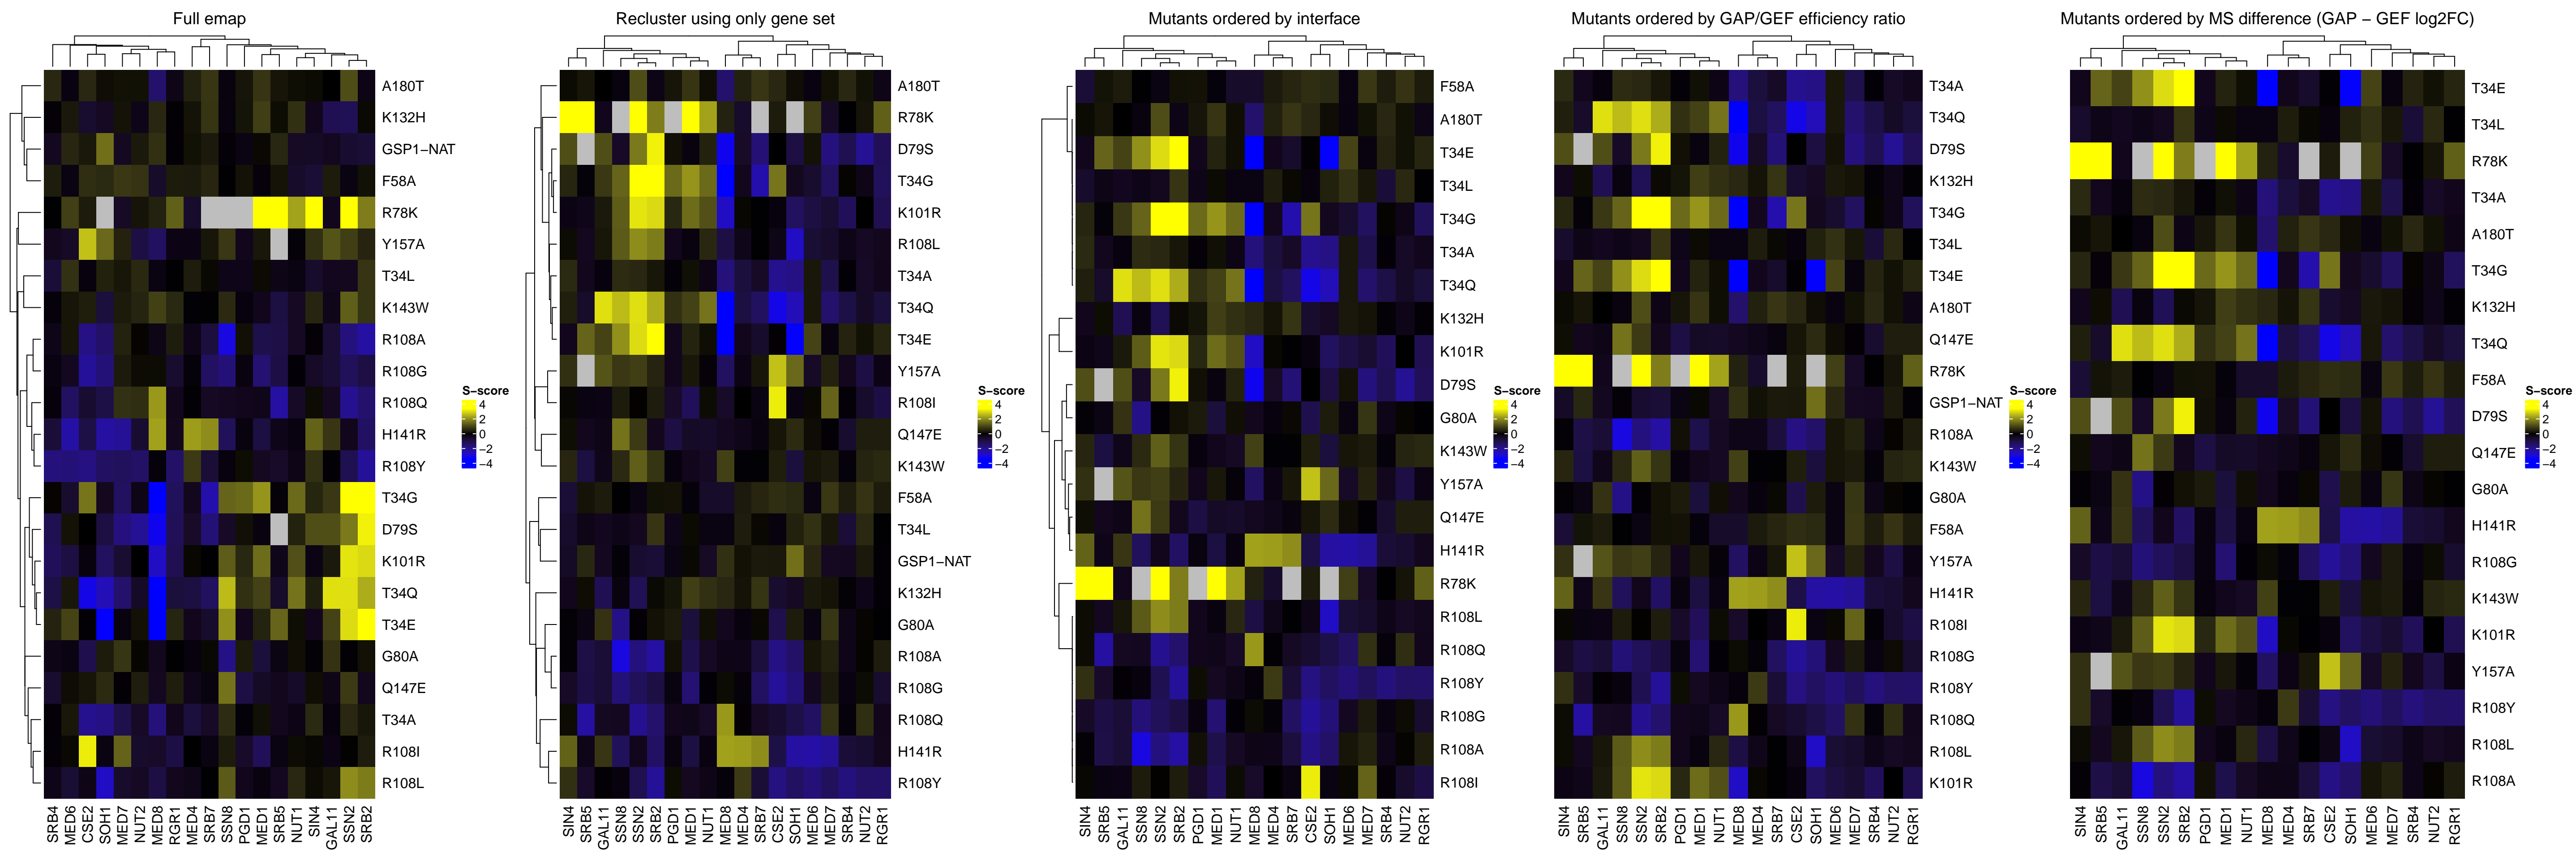 Full emap
A180T
K132H
GSP1−NAT
F58A
R78K
Y157A
T34L
K143W
R108A
R108G
R108Q
H141R
R108Y
T34G
D79S
K101R
T34Q
T34E
G80A
Q147E
T34A
R108I
R108L
SRB4 MED6 CSE2 SOH1 MED7 NUT2 MED8 RGR1 MED4 SRB7 SSN8 PGD1 MED1 SRB5 NUT1 SIN4 GAL11 SSN2 SRB2
S−score
4
2
0
−2
−4
Recluster using only gene set
A180T
R78K
D79S
T34G
K101R
R108L
T34A
T34Q
T34E
Y157A
R108I
Q147E
K143W
F58A
T34L
GSP1−NAT
K132H
G80A
R108A
R108G
R108Q
H141R
R108Y
SIN4 SRB5 GAL11 SSN8 SSN2 SRB2 PGD1 MED1 NUT1 MED8 MED4 SRB7 CSE2 SOH1 MED6 MED7 SRB4 NUT2 RGR1
S−score
4
2
0
−2
−4
Mutants ordered by interface
F58A
A180T
T34E
T34L
T34G
T34A
T34Q
K132H
K101R
D79S
G80A
K143W
Y157A
Q147E
H141R
R78K
R108L
R108Q
R108Y
R108G
R108A
R108I
SIN4 SRB5 GAL11 SSN8 SSN2 SRB2 PGD1 MED1 NUT1 MED8 MED4 SRB7 CSE2 SOH1 MED6 MED7 SRB4 NUT2 RGR1
S−score
4
2
0
−2
−4
Mutants ordered by GAP/GEF efficiency ratio
T34A
T34Q
D79S
K132H
T34G
T34L
T34E
A180T
Q147E
R78K
GSP1−NAT
R108A
K143W
G80A
F58A
Y157A
H141R
R108I
R108G
R108Y
R108Q
R108L
K101R
SIN4 SRB5 GAL11 SSN8 SSN2 SRB2 PGD1 MED1 NUT1 MED8 MED4 SRB7 CSE2 SOH1 MED6 MED7 SRB4 NUT2 RGR1
S−score
4
2
0
−2
−4
Mutants ordered by MS difference (GAP − GEF log2FC)
T34E
T34L
R78K
T34A
A180T
T34G
K132H
T34Q
F58A
D79S
Q147E
G80A
H141R
R108G
K143W
K101R
Y157A
R108Y
R108L
R108A
SIN4 SRB5 GAL11 SSN8 SSN2 SRB2 PGD1 MED1 NUT1 MED8 MED4 SRB7 CSE2 SOH1 MED6 MED7 SRB4 NUT2 RGR1
S−score
4
2
0
−2
−4